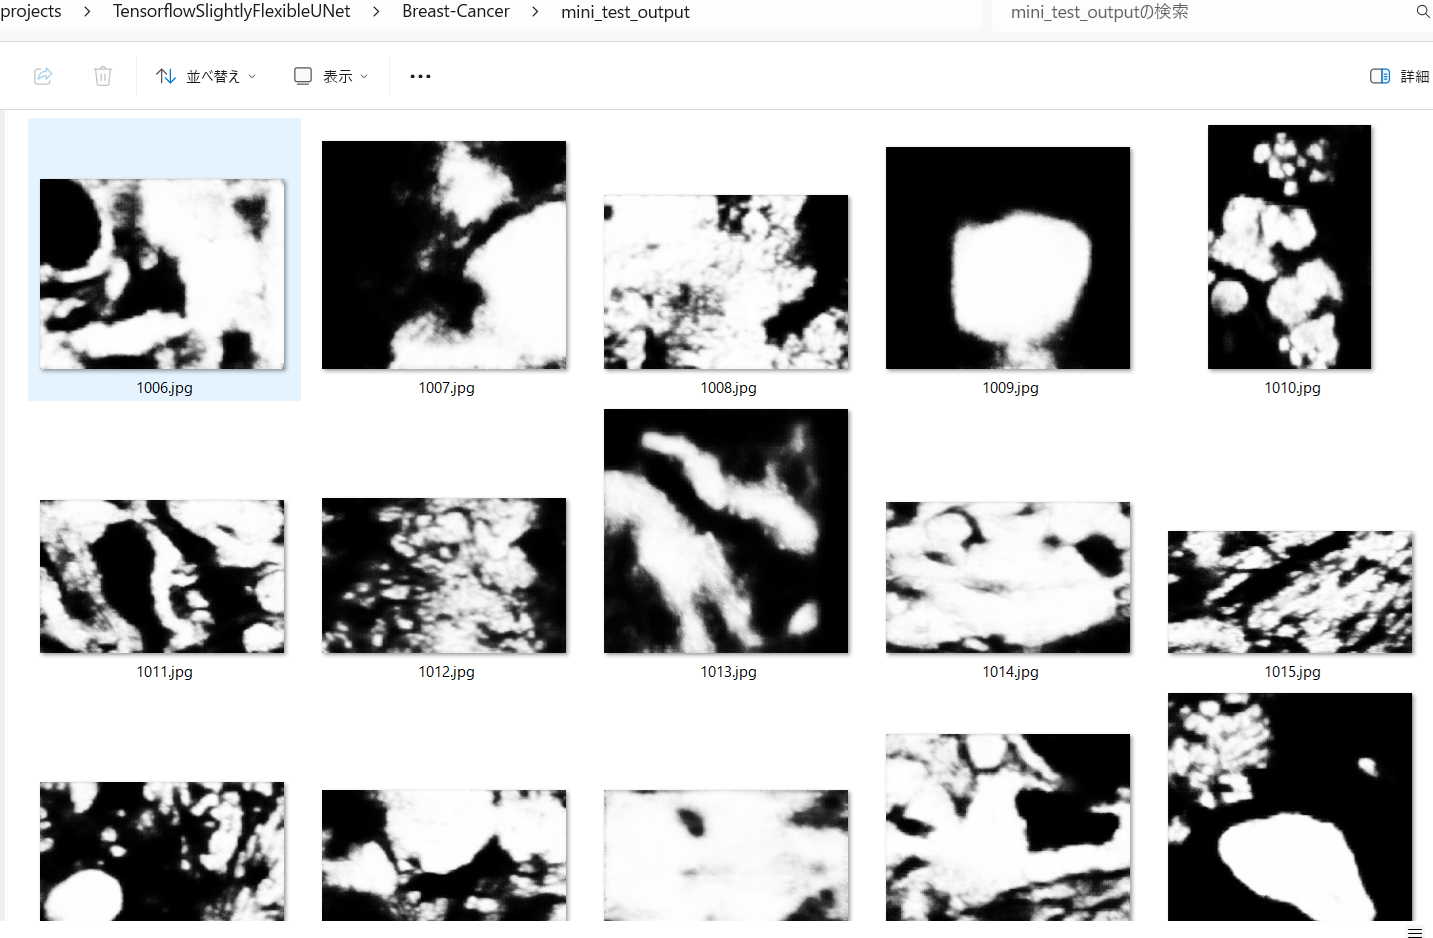 projects > TensorflowSlightlyFlexibleUNet > Breast-Cancer > mini_test_output
mini_test_outputの検索
並べ替え 表示 ••• 詳細
1006.jpg 1007.jpg 1008.jpg 1009.jpg 1010.jpg
1011.jpg 1012.jpg 1013.jpg 1014.jpg 1015.jpg